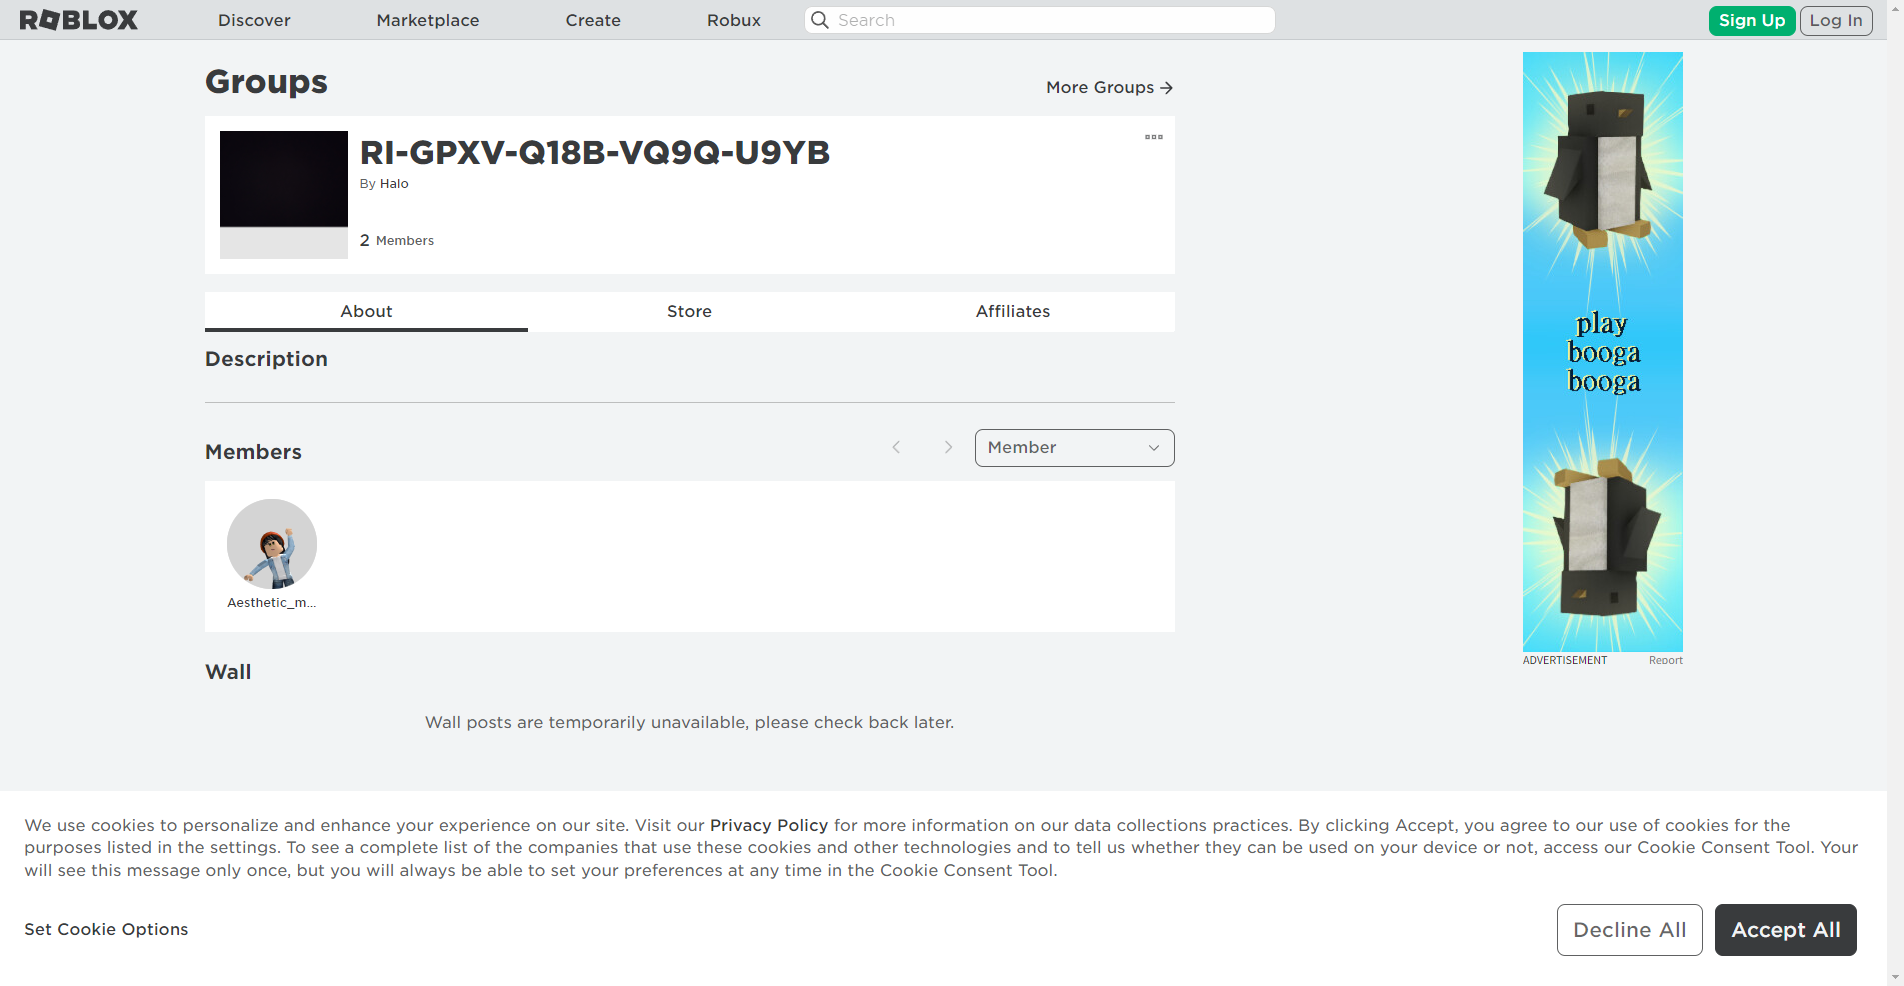 ROBLOX
Discover
Marketplace
Create
Robux
Search
Sign Up
Log In
Groups
More Groups
RI-GPXV-Q18B-VQ9Q-U9YB
By Halo
2 Members
About
Store
Affiliates
Description
Members
Member
Aesthetic_m...
Wall
Wall posts are temporarily unavailable, please check back later.
play
booga
booga
ADVERTISEMENT
Report
We use cookies to personalize and enhance your experience on our site. Visit our Privacy Policy for more information on our data collections practices. By clicking Accept, you agree to our use of cookies for the
purposes listed in the settings. To see a complete list of the companies that use these cookies and other technologies and to tell us whether they can be used on your device or not, access our Cookie Consent Tool. Your
will see this message only once, but you will always be able to set your preferences at any time in the Cookie Consent Tool.
Set Cookie Options
Decline All
Accept All